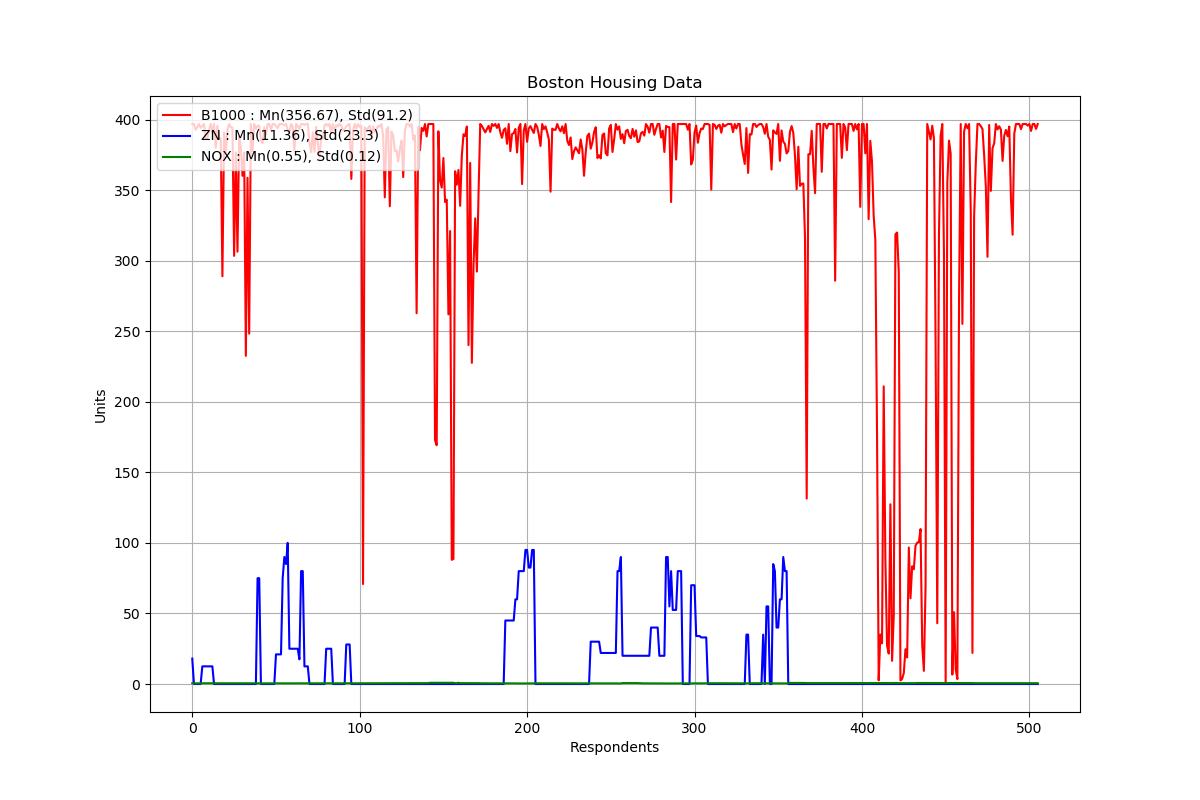 Boston Housing Data
B1000 : Mn(356.67), Std(91.2)
ZN : Mn(11.36), Std(23.3)
NOX : Mn(0.55), Std(0.12)
400
350
300
250
200
150
100
50
0
Units
0 100 200 300 400 500
Respondents